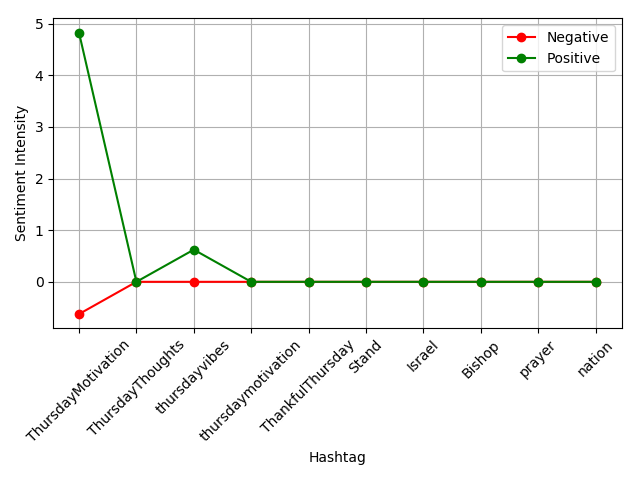 5
4
3
2
1
0
Sentiment Intensity
Negative
Positive
ThursdayMotivation
ThursdayThoughts
thursdayvibes
thursdaymotivation
ThankfulThursday
Stand
Israel
Bishop
prayer
nation
Hashtag